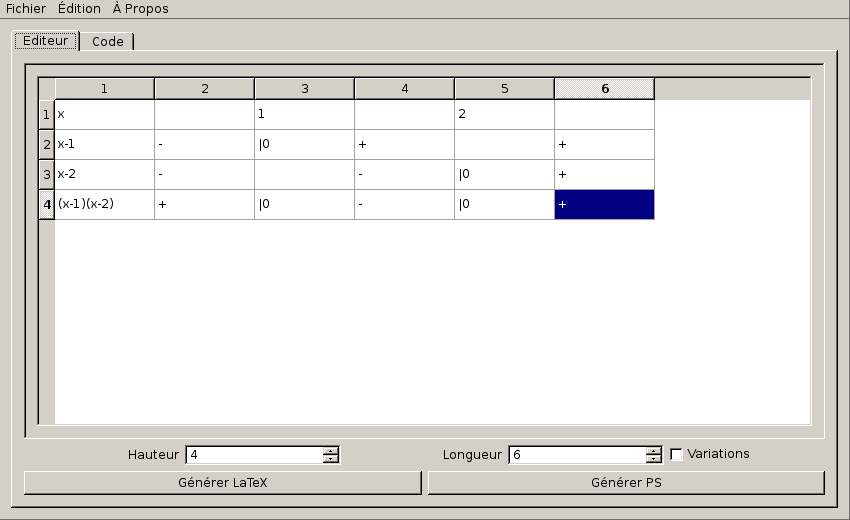 Fichier Édition À Propos
Editeur Code
1 2 3 4 5 6
1 x 1 2
2 x-1 - |0 + +
3 x-2 - - |0 +
4 (x-1)(x-2) + |0 - |0 +
Hauteur 4 Longueur 6 Variations
Générer LaTeX Générer PS